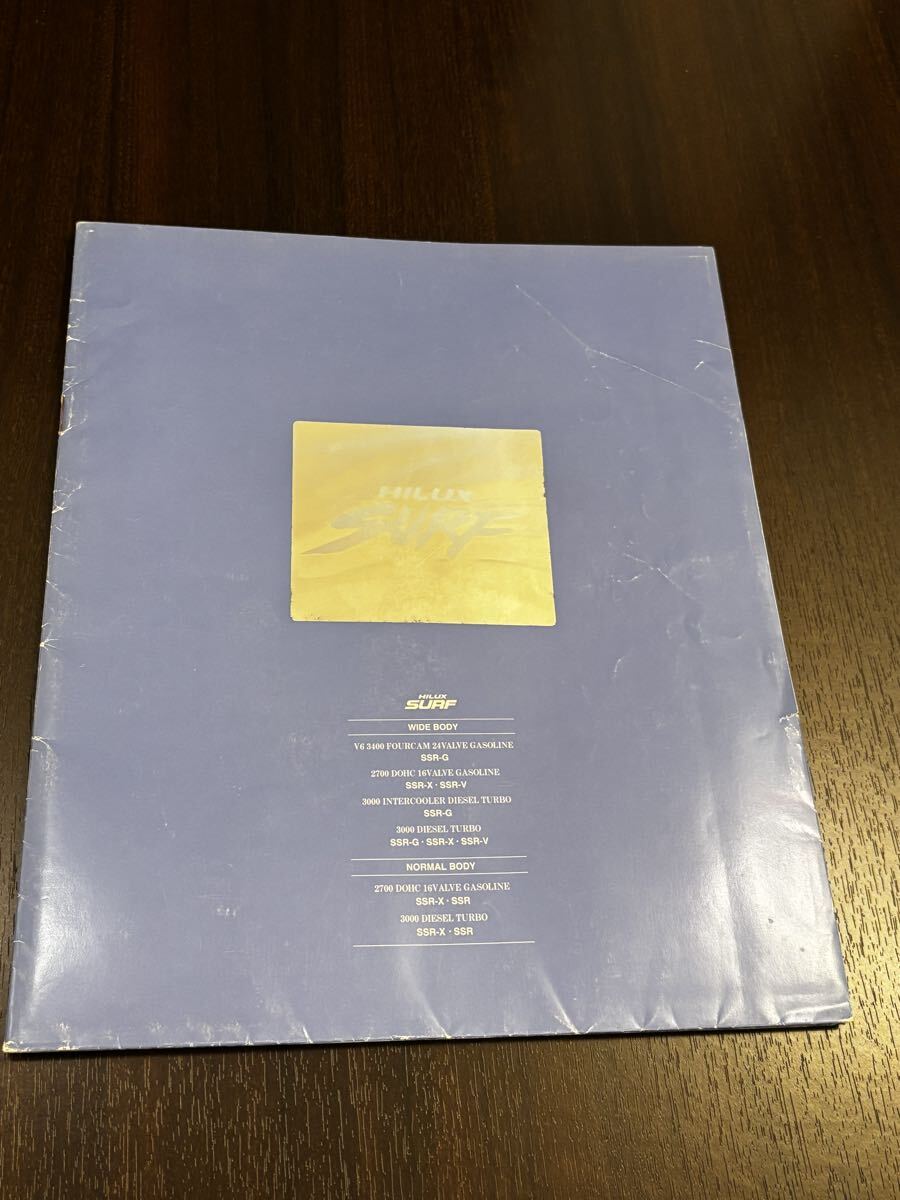 HILUX
SURF
HILUX
SURF
WIDE BODY
V6 3400 FOURCAM 24VALVE GASOLINE
SSR-G
2700 DOHC 16VALVE GASOLINE
SSR-X・SSR-V
3000 INTERCOOLER DIESEL TURBO
SSR-G
3000 DIESEL TURBO
SSR-G・SSR-X・SSR-V
NORMAL BODY
2700 DOHC 16VALVE GASOLINE
SSR-X・SSR
3000 DIESEL TURBO
SSR-X・SSR